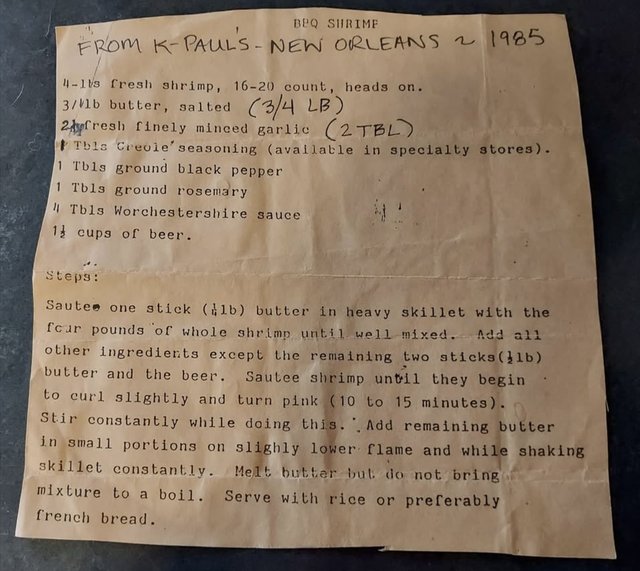 BBQ SHRIMP
FROM K-PAUL'S - NEW ORLEANS ~ 1985
4-lbs fresh shrimp, 16-20 count, heads on.
3/4lb butter, salted (3/4 LB)
fresh finely minced garlic (2 TBL)
1 Tbls Creole seasoning (available in specialty stores).
1 Tbls ground black pepper
1 Tbls ground rosemary
4 Tbls Worchestershire sauce
1½ cups of beer.
Steps:
Sautee one stick (¼lb) butter in heavy skillet with the
four pounds of whole shrimp until well mixed. Add all
other ingredients except the remaining two sticks(½lb)
butter and the beer. Sautee shrimp until they begin
to curl slightly and turn pink (10 to 15 minutes).
Stir constantly while doing this. Add remaining butter
in small portions on slighly lower flame and while shaking
skillet constantly. Melt butter but do not bring
mixture to a boil. Serve with rice or preferably
french bread.